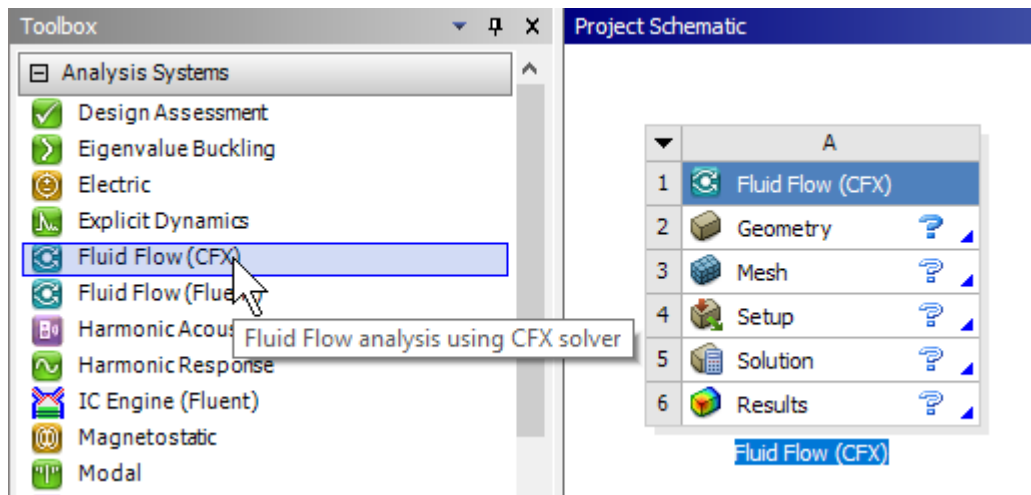 Toolbox
Analysis Systems
Design Assessment
Eigenvalue Buckling
Electric
Explicit Dynamics
Fluid Flow (CFX)
Fluid Flow (Flue
Harmonic Acous
Fluid Flow analysis using CFX solver
Harmonic Response
IC Engine (Fluent)
Magnetostatic
Modal
Project Schematic
A
1 Fluid Flow (CFX)
2 Geometry ?
3 Mesh ?
4 Setup ?
5 Solution ?
6 Results ?
Fluid Flow (CFX)